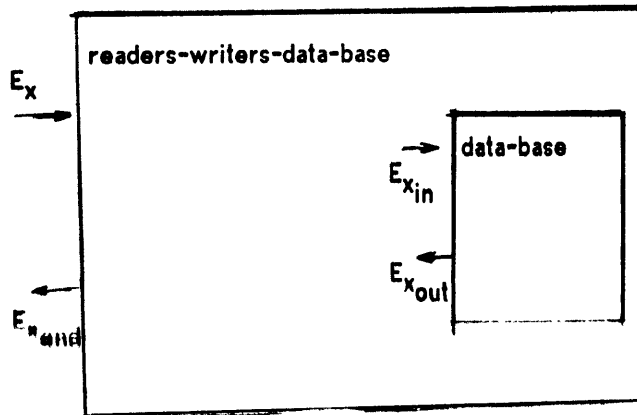 readers-writers-data-base
E_x
data-base
E_x_in
E_x_out